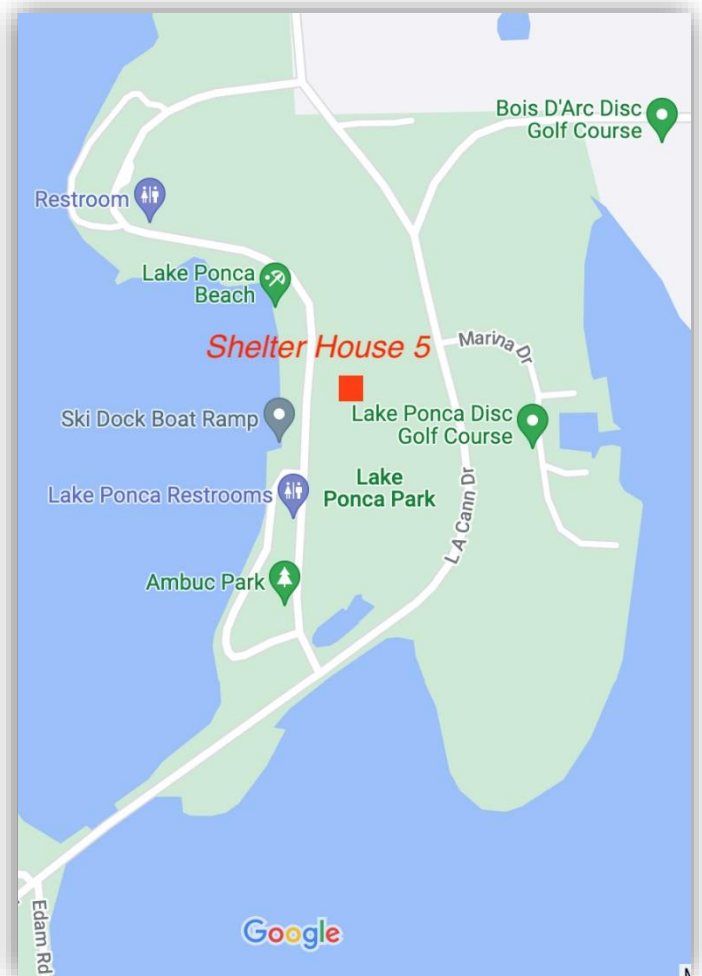 Bois D'Arc Disc
Golf Course
Restroom
Lake Ponca
Beach
Shelter House 5
Marina Dr
Ski Dock Boat Ramp
Lake Ponca Disc
Golf Course
Lake Ponca Restrooms
Lake
Ponca Park
L A Cann Dr
Ambuc Park
Edam Rd
Google